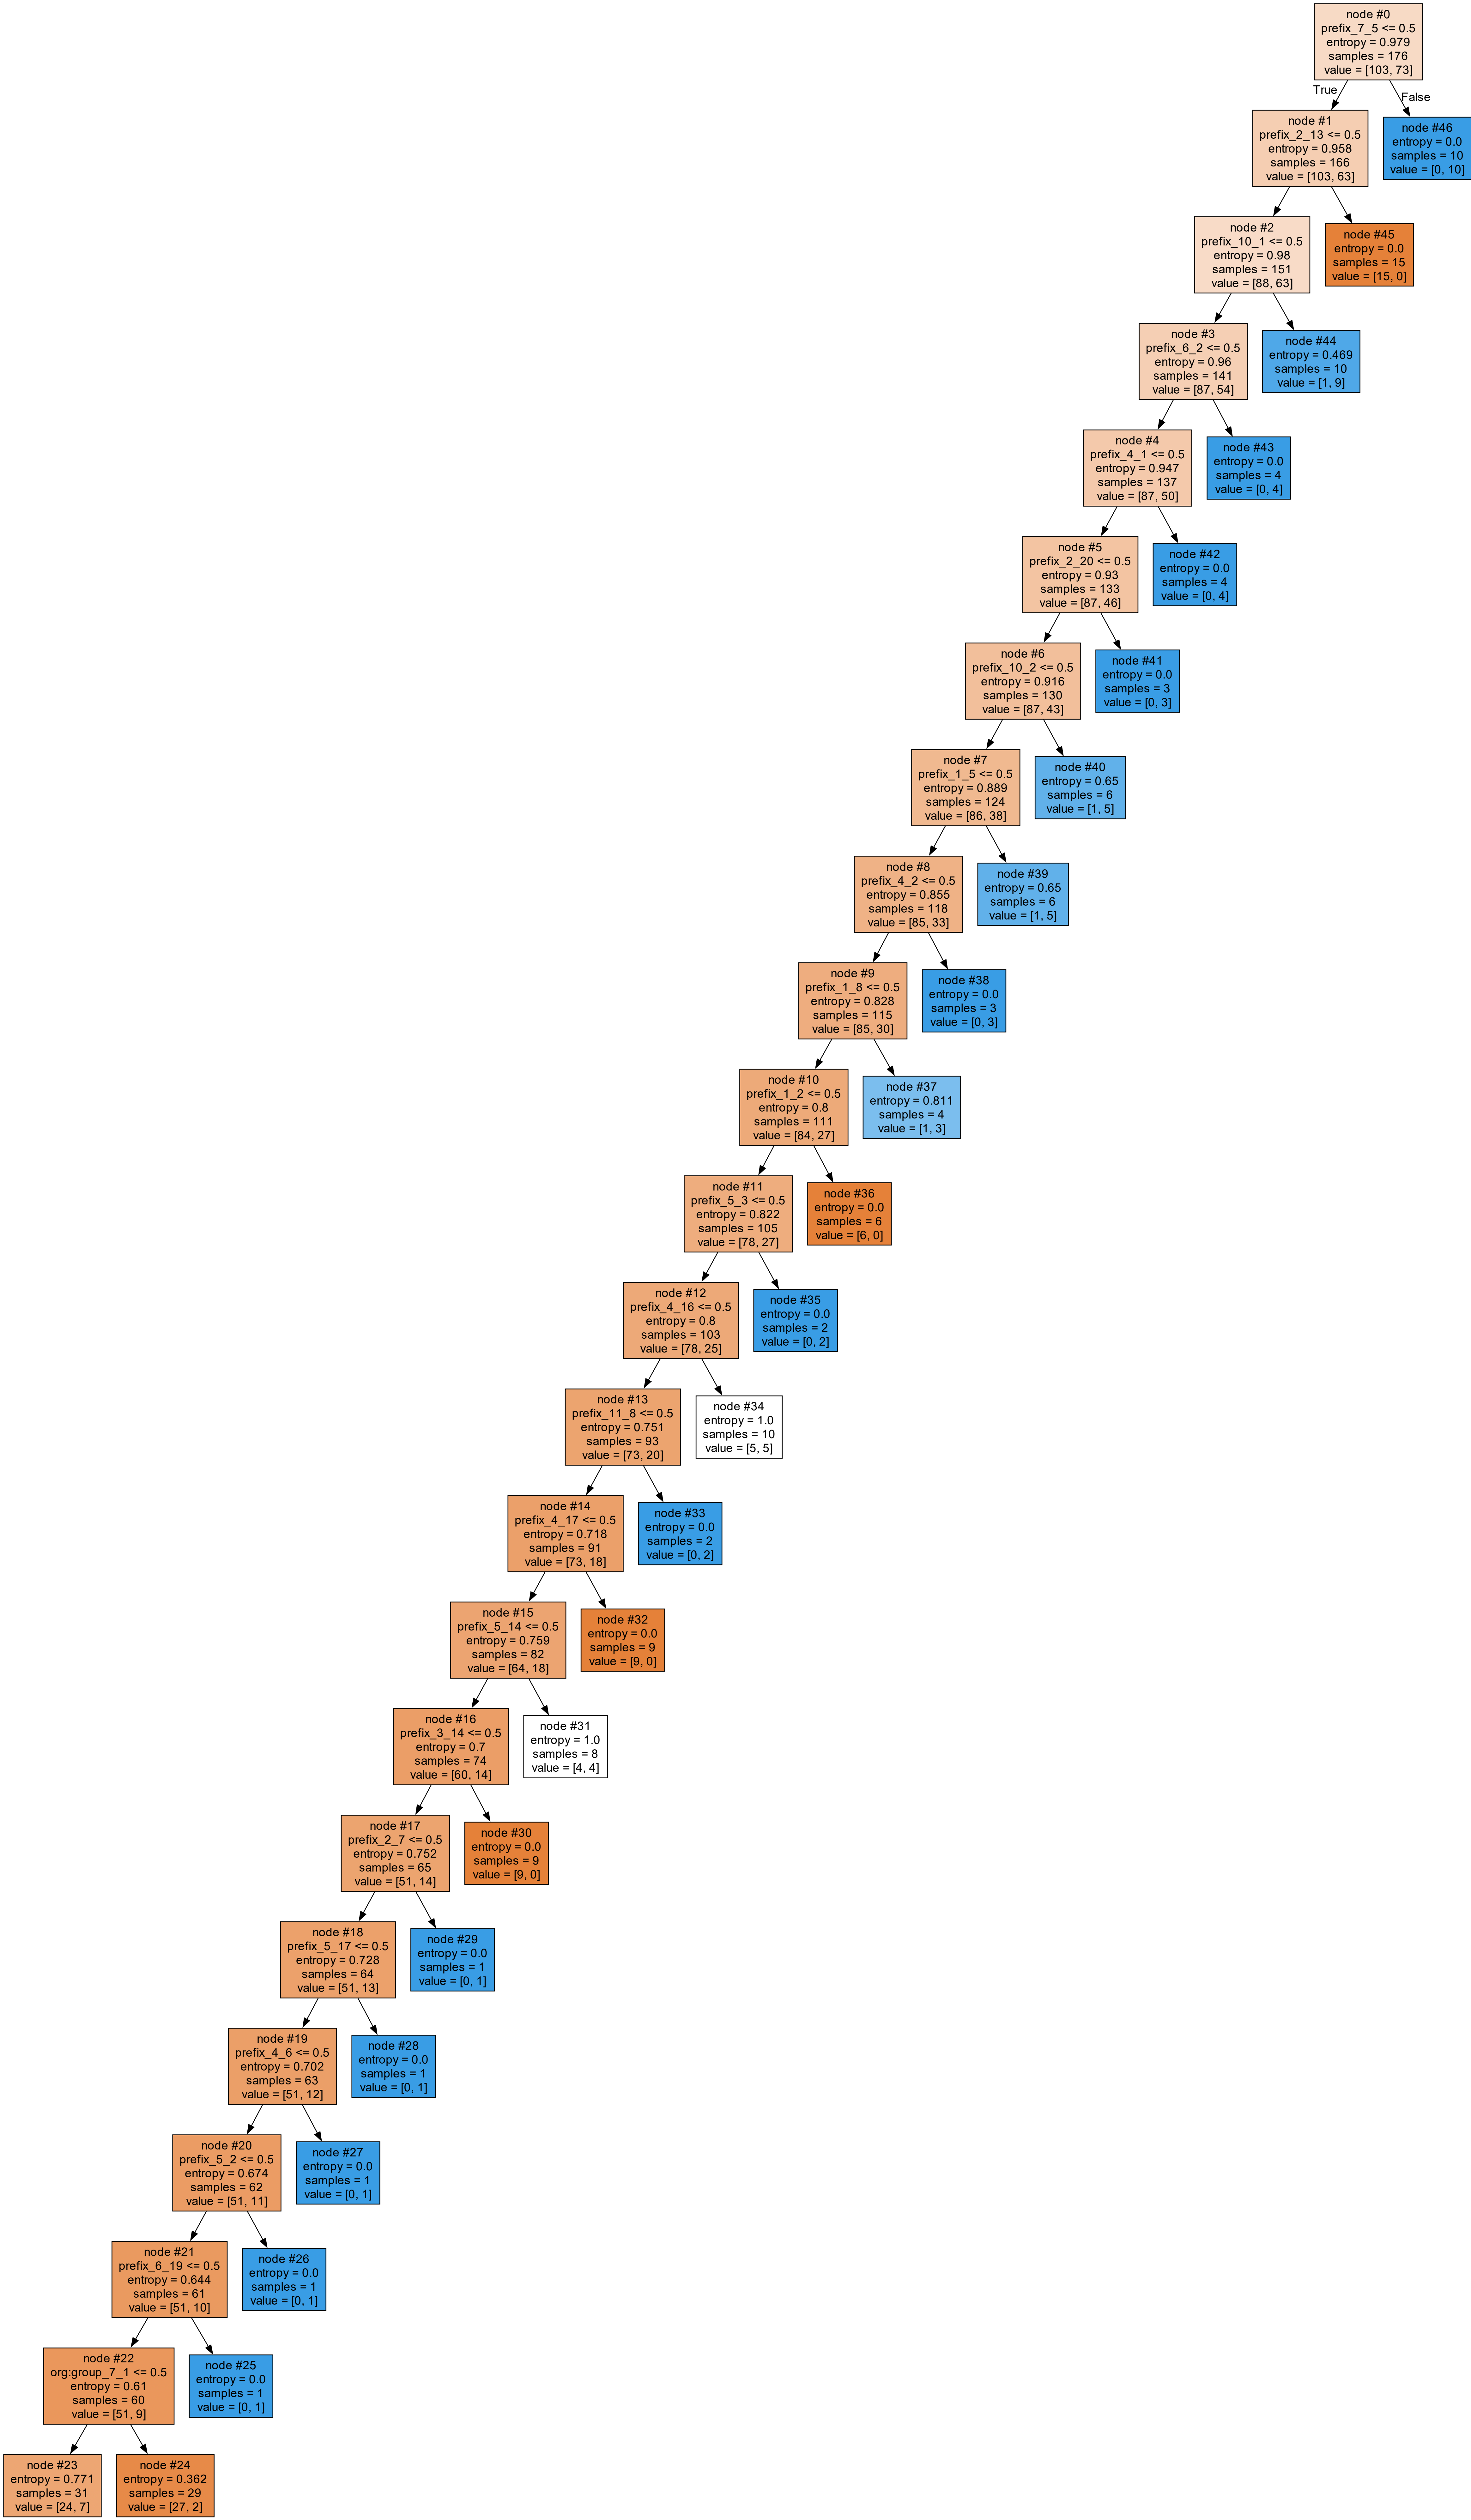 node #0
prefix_7_5 <= 0.5
entropy = 0.979
samples = 176
value = [103, 73]
True
False
node #1
prefix_2_13 <= 0.5
entropy = 0.958
samples = 166
value = [103, 63]
node #46
entropy = 0.0
samples = 10
value = [0, 10]
node #2
prefix_10_1 <= 0.5
entropy = 0.98
samples = 151
value = [88, 63]
node #45
entropy = 0.0
samples = 15
value = [15, 0]
node #3
prefix_6_2 <= 0.5
entropy = 0.96
samples = 141
value = [87, 54]
node #44
entropy = 0.469
samples = 10
value = [1, 9]
node #4
prefix_4_1 <= 0.5
entropy = 0.947
samples = 137
value = [87, 50]
node #43
entropy = 0.0
samples = 4
value = [0, 4]
node #5
prefix_2_20 <= 0.5
entropy = 0.93
samples = 133
value = [87, 46]
node #42
entropy = 0.0
samples = 4
value = [0, 4]
node #6
prefix_10_2 <= 0.5
entropy = 0.916
samples = 130
value = [87, 43]
node #41
entropy = 0.0
samples = 3
value = [0, 3]
node #7
prefix_1_5 <= 0.5
entropy = 0.889
samples = 124
value = [86, 38]
node #40
entropy = 0.65
samples = 6
value = [1, 5]
node #8
prefix_4_2 <= 0.5
entropy = 0.855
samples = 118
value = [85, 33]
node #39
entropy = 0.65
samples = 6
value = [1, 5]
node #9
prefix_1_8 <= 0.5
entropy = 0.828
samples = 115
value = [85, 30]
node #38
entropy = 0.0
samples = 3
value = [0, 3]
node #10
prefix_1_2 <= 0.5
entropy = 0.8
samples = 111
value = [84, 27]
node #37
entropy = 0.811
samples = 4
value = [1, 3]
node #11
prefix_5_3 <= 0.5
entropy = 0.822
samples = 105
value = [78, 27]
node #36
entropy = 0.0
samples = 6
value = [6, 0]
node #12
prefix_4_16 <= 0.5
entropy = 0.8
samples = 103
value = [78, 25]
node #35
entropy = 0.0
samples = 2
value = [0, 2]
node #13
prefix_11_8 <= 0.5
entropy = 0.751
samples = 93
value = [73, 20]
node #34
entropy = 1.0
samples = 10
value = [5, 5]
node #14
prefix_4_17 <= 0.5
entropy = 0.718
samples = 91
value = [73, 18]
node #33
entropy = 0.0
samples = 2
value = [0, 2]
node #15
prefix_5_14 <= 0.5
entropy = 0.759
samples = 82
value = [64, 18]
node #32
entropy = 0.0
samples = 9
value = [9, 0]
node #16
prefix_3_14 <= 0.5
entropy = 0.7
samples = 74
value = [60, 14]
node #31
entropy = 1.0
samples = 8
value = [4, 4]
node #17
prefix_2_7 <= 0.5
entropy = 0.752
samples = 65
value = [51, 14]
node #30
entropy = 0.0
samples = 9
value = [9, 0]
node #18
prefix_5_17 <= 0.5
entropy = 0.728
samples = 64
value = [51, 13]
node #29
entropy = 0.0
samples = 1
value = [0, 1]
node #19
prefix_4_6 <= 0.5
entropy = 0.702
samples = 63
value = [51, 12]
node #28
entropy = 0.0
samples = 1
value = [0, 1]
node #20
prefix_5_2 <= 0.5
entropy = 0.674
samples = 62
value = [51, 11]
node #27
entropy = 0.0
samples = 1
value = [0, 1]
node #21
prefix_6_19 <= 0.5
entropy = 0.644
samples = 61
value = [51, 10]
node #26
entropy = 0.0
samples = 1
value = [0, 1]
node #22
org:group_7_1 <= 0.5
entropy = 0.61
samples = 60
value = [51, 9]
node #25
entropy = 0.0
samples = 1
value = [0, 1]
node #23
entropy = 0.771
samples = 31
value = [24, 7]
node #24
entropy = 0.362
samples = 29
value = [27, 2]